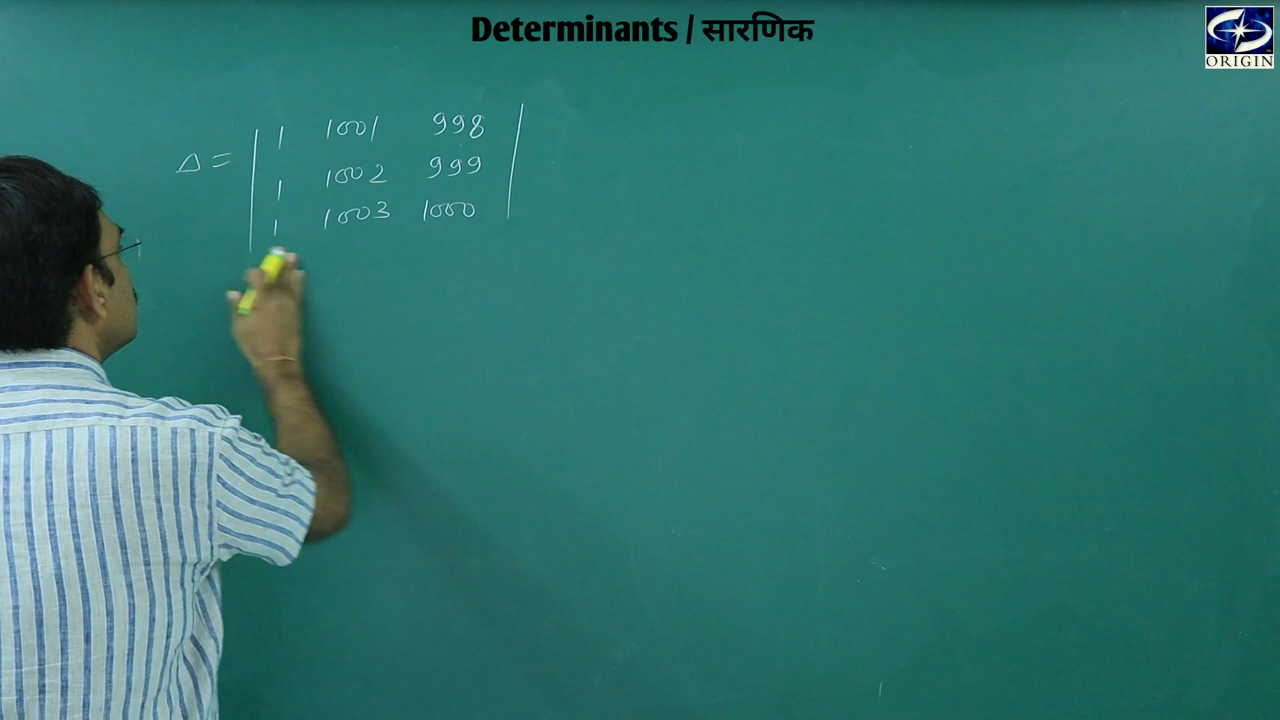 Determinants / सारणिक
ORIGIN
1 1001 998
Δ =
1 1002 999
1 1003 1000